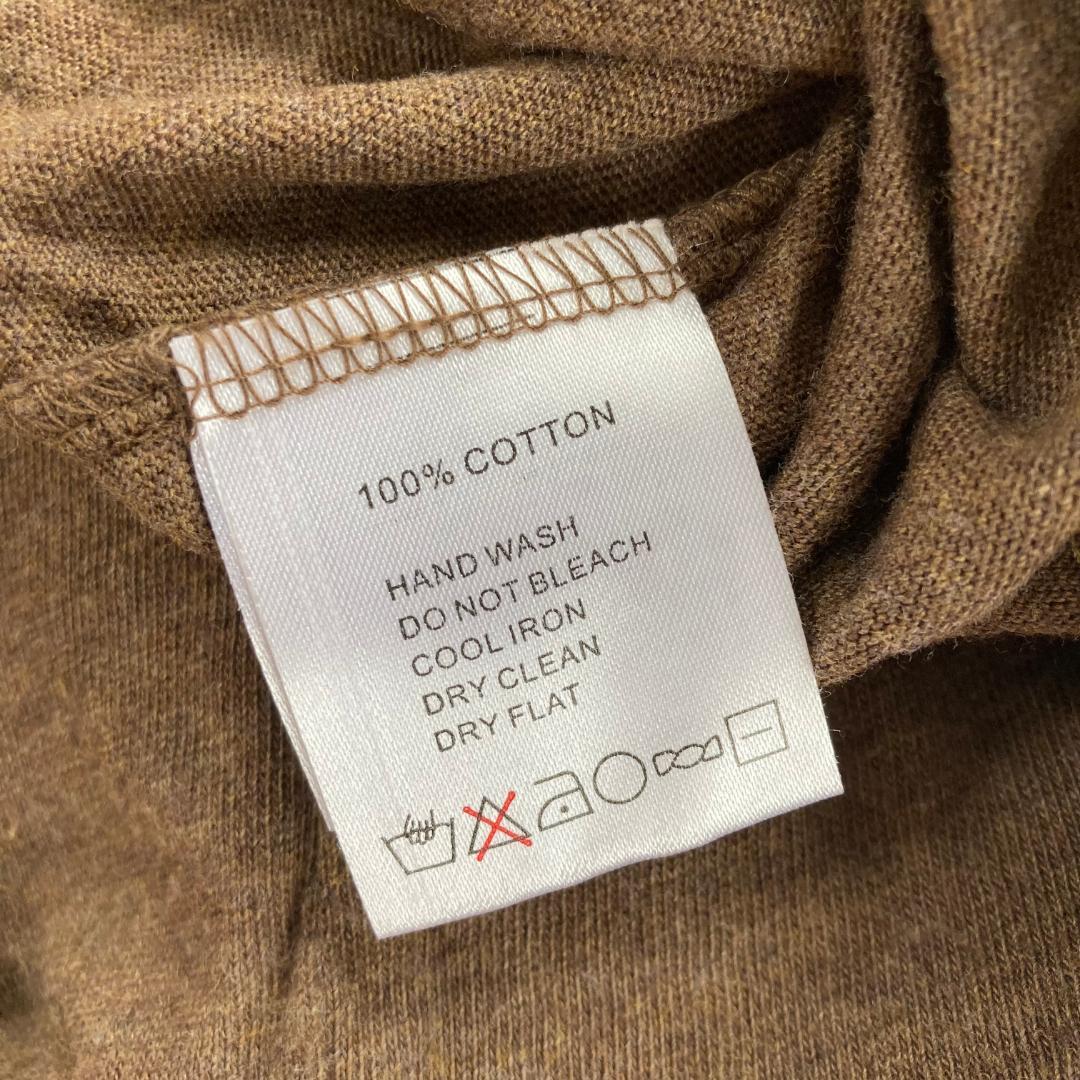 100% COTTON
HAND WASH
DO NOT BLEACH
COOL IRON
DRY CLEAN
DRY FLAT